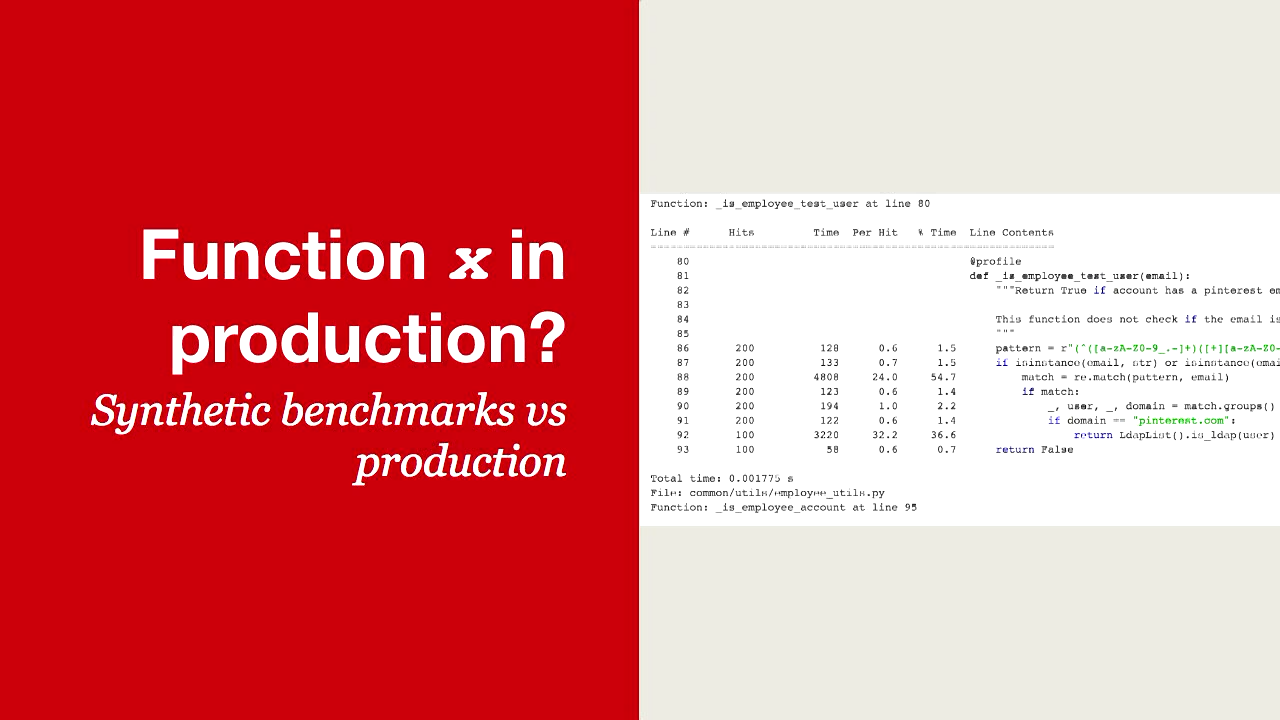 Function x in
production?
Synthetic benchmarks vs
production
Function: _is_employee_test_user at line 80
Line # Hits Time Per Hit % Time Line Contents
==============================================================
80 @profile
81 def _is_employee_test_user(email):
82 """Return True if account has a pinterest em
83
84 This function does not check if the email is
85 """
86 200 128 0.6 1.5 pattern = r"(^([a-zA-Z0-9_.-]+)([+][a-zA-Z0-
87 200 133 0.7 1.5 if isinstance(email, str) or isinstance(emai
88 200 4808 24.0 54.7 match = re.match(pattern, email)
89 200 123 0.6 1.4 if match:
90 200 194 1.0 2.2 _, user, _, domain = match.groups()
91 200 122 0.6 1.4 if domain == "pinterest.com":
92 100 3220 32.2 36.6 return LdapList().is_ldap(user)
93 100 58 0.6 0.7 return False
Total time: 0.001775 s
File: common/utils/employee_utils.py
Function: _is_employee_account at line 95